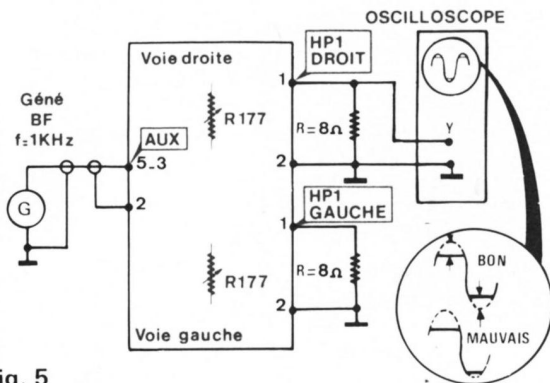 OSCILLOSCOPE
HP1
DROIT
Voie droite
1
Géné
BF
f=1KHz
R177
Y
R=8Ω
AUX
5_3
2
2
HP1
GAUCHE
G
1
BON
R177
R=8Ω
2
MAUVAIS
Voie gauche
Fig. 5